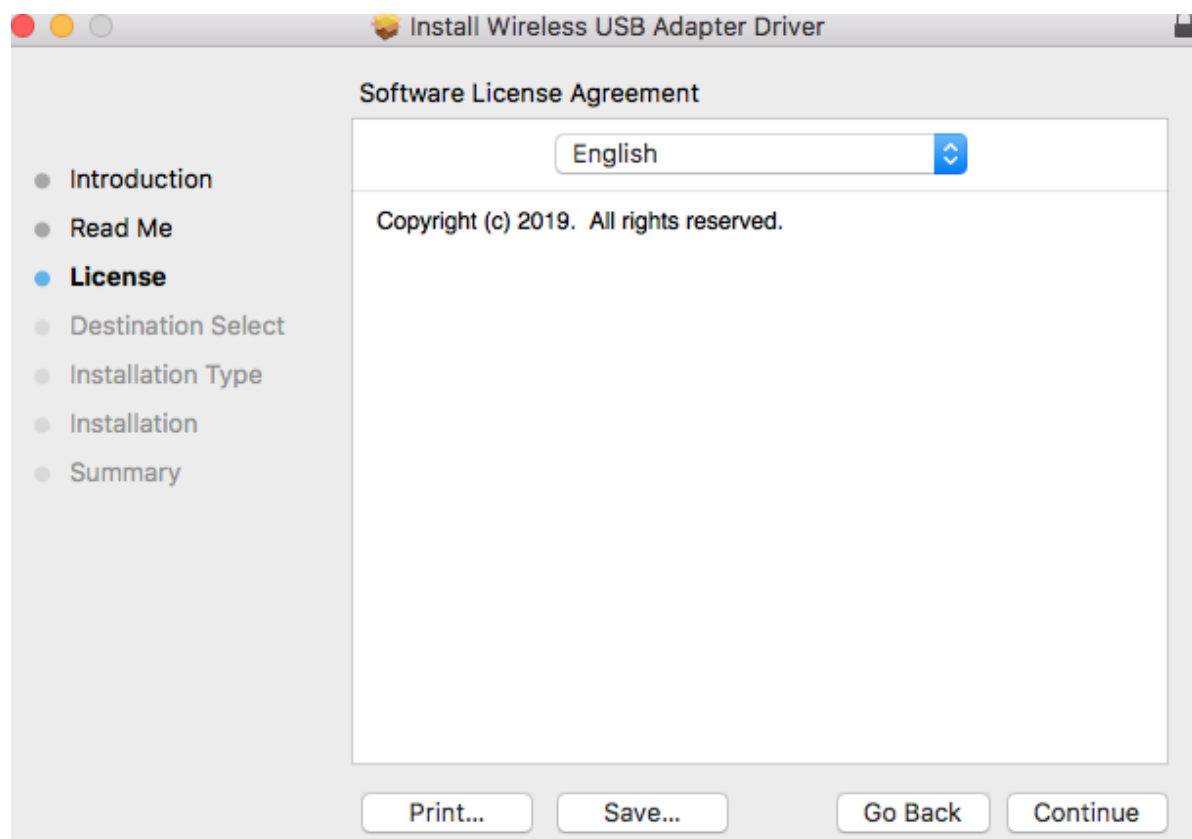 Install Wireless USB Adapter Driver
Software License Agreement
English
Introduction
Read Me
License
Destination Select
Installation Type
Installation
Summary
Copyright (c) 2019.  All rights reserved.
Print...
Save...
Go Back
Continue